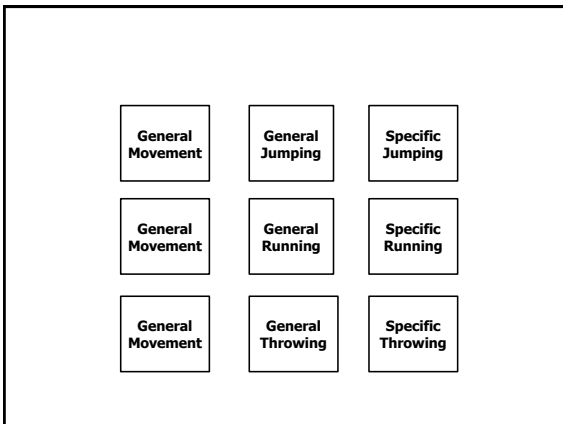 General
Movement
General
Jumping
Specific
Jumping
General
Movement
General
Running
Specific
Running
General
Movement
General
Throwing
Specific
Throwing